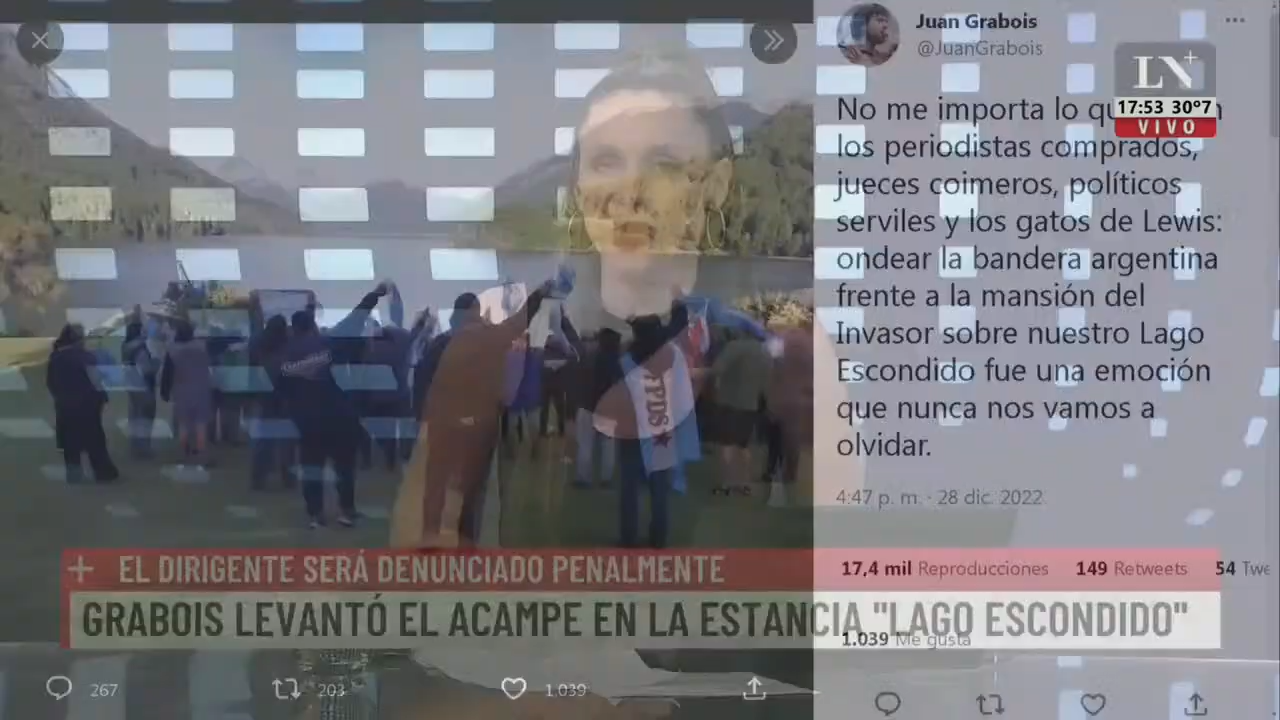 Juan Grabois
@JuanGrabois
LN+
17:53 30º7
VIVO
No me importa lo
los periodistas comprados,
jueces coimeros, políticos
serviles y los gatos de Lewis:
ondear la bandera argentina
frente a la mansión del
Invasor sobre nuestro Lago
Escondido fue una emoción
que nunca nos vamos a
olvidar.
4:47 p. m. · 28 dic. 2022
FPDS
EL DIRIGENTE SERÁ DENUNCIADO PENALMENTE
17,4 mil Reproducciones 149 Retweets 54 Twe
GRABOIS LEVANTÓ EL ACAMPE EN LA ESTANCIA "LAGO ESCONDIDO"
1.039 Me gusta
267 203 1.039